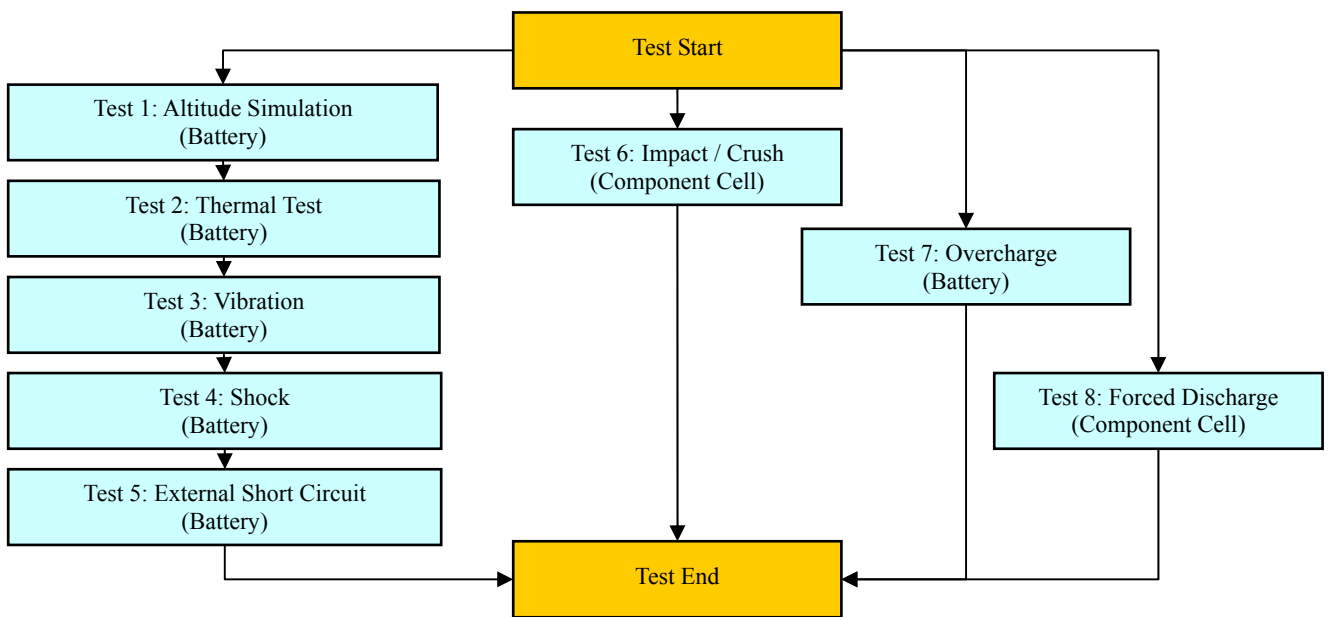 Test Start
Test 1: Altitude Simulation
(Battery)
Test 2: Thermal Test
(Battery)
Test 3: Vibration
(Battery)
Test 4: Shock
(Battery)
Test 5: External Short Circuit
(Battery)
Test 6: Impact / Crush
(Component Cell)
Test 7: Overcharge
(Battery)
Test 8: Forced Discharge
(Component Cell)
Test End